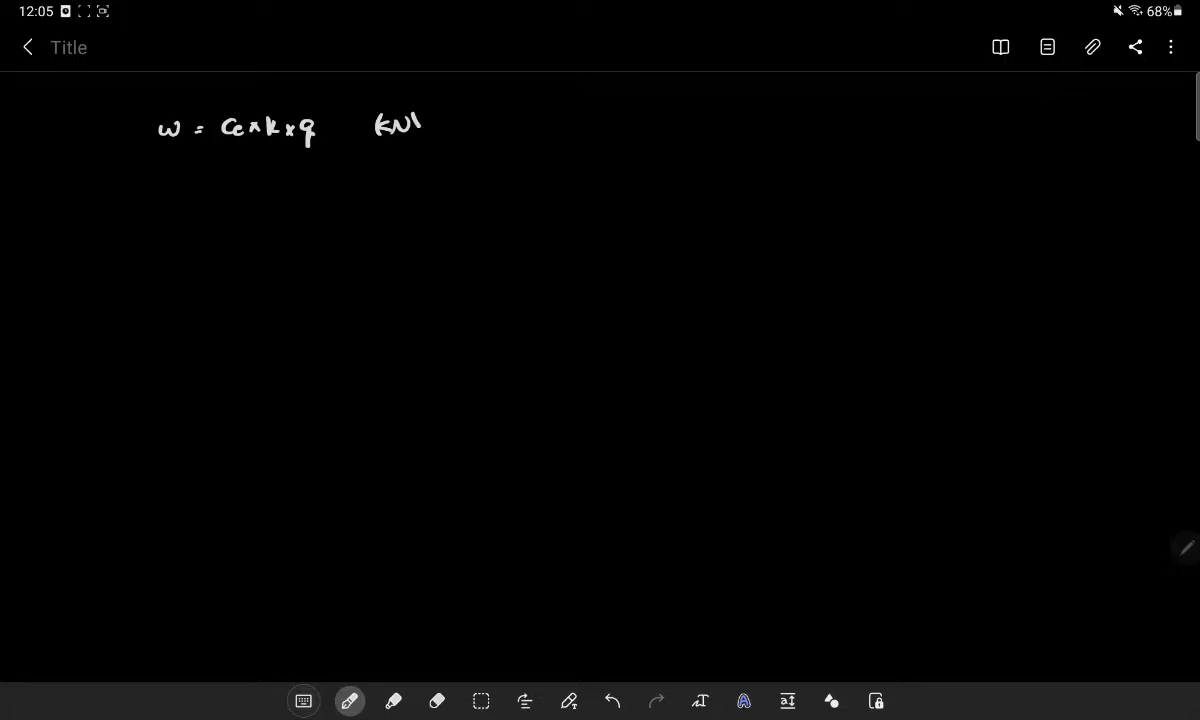 12:05 68%
Title
w = Ce × k × q KN/